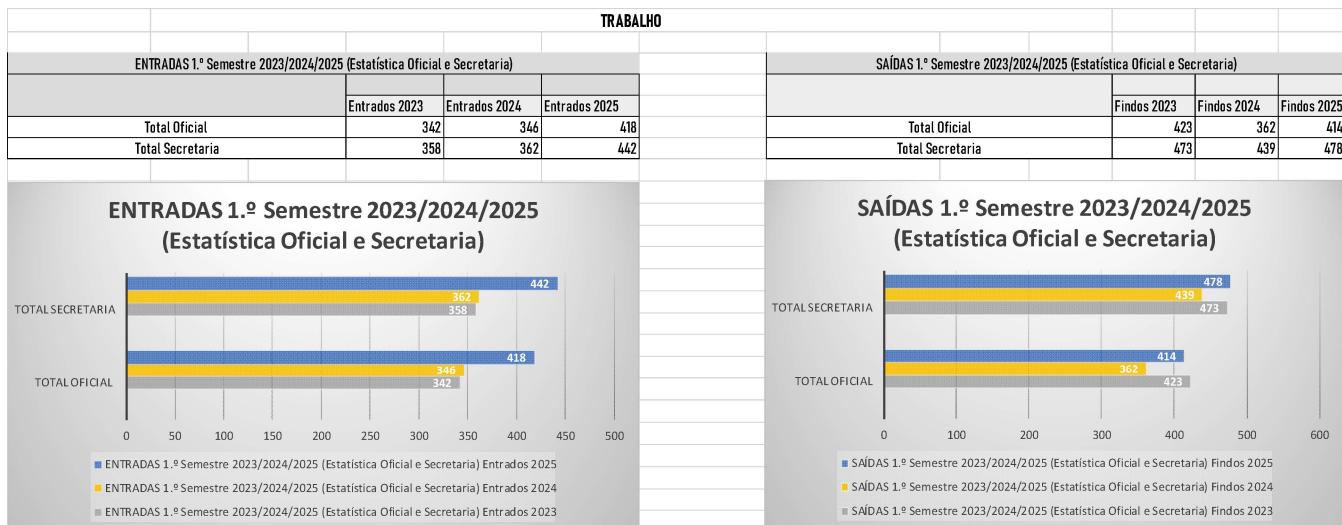 TRABALHO
ENTRADAS 1.º Semestre 2023/2024/2025 (Estatística Oficial e Secretaria)
Entrados 2023 Entrados 2024 Entrados 2025
Total Oficial 342 346 418
Total Secretaria 358 362 442
SAÍDAS 1.º Semestre 2023/2024/2025 (Estatística Oficial e Secretaria)
Findos 2023 Findos 2024 Findos 2025
Total Oficial 423 362 414
Total Secretaria 473 439 478
ENTRADAS 1.º Semestre 2023/2024/2025
(Estatística Oficial e Secretaria)
442
TOTAL SECRETARIA 362
358
418
TOTAL OFICIAL 346
342
0 50 100 150 200 250 300 350 400 450 500
ENTRADAS 1.º Semestre 2023/2024/2025 (Estatística Oficial e Secretaria) Entrados 2025
ENTRADAS 1.º Semestre 2023/2024/2025 (Estatística Oficial e Secretaria) Entrados 2024
ENTRADAS 1.º Semestre 2023/2024/2025 (Estatística Oficial e Secretaria) Entrados 2023
SAÍDAS 1.º Semestre 2023/2024/2025
(Estatística Oficial e Secretaria)
478
TOTAL SECRETARIA 439
473
414
TOTAL OFICIAL 362
423
0 100 200 300 400 500 600
SAÍDAS 1.º Semestre 2023/2024/2025 (Estatística Oficial e Secretaria) Findos 2025
SAÍDAS 1.º Semestre 2023/2024/2025 (Estatística Oficial e Secretaria) Findos 2024
SAÍDAS 1.º Semestre 2023/2024/2025 (Estatística Oficial e Secretaria) Findos 2023